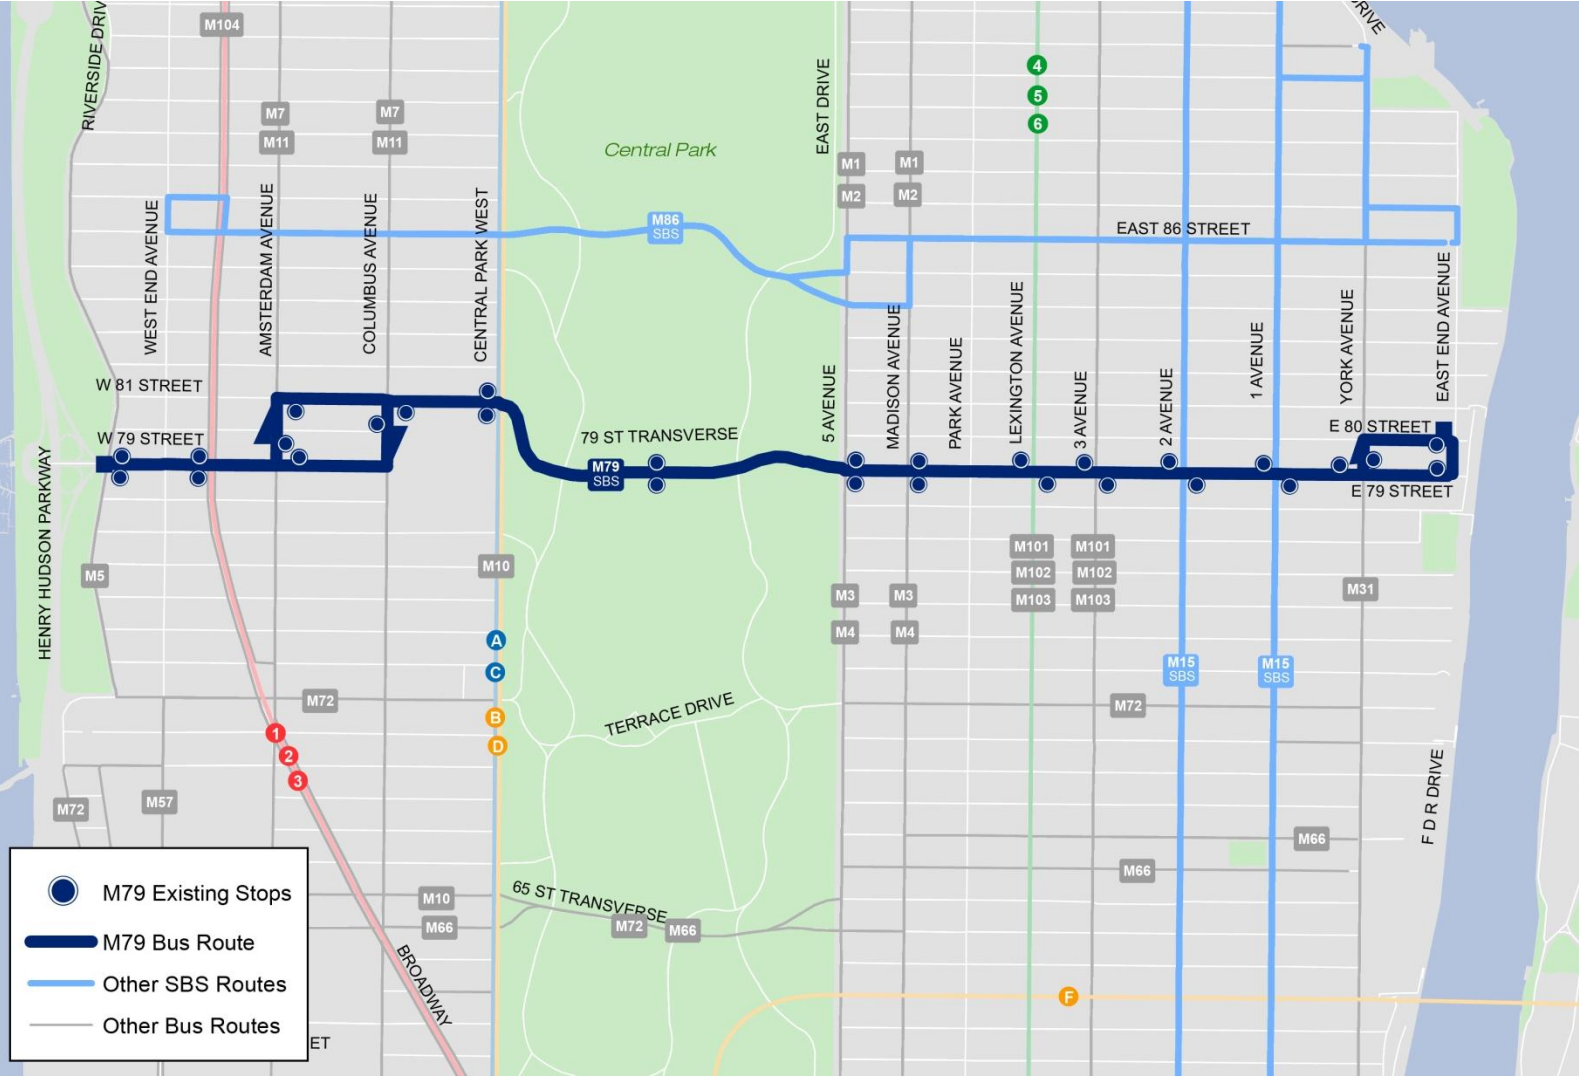 M104
RIVERSIDE DRIV
DRIVE
4
5
6
M7
M11
M7
M11
Central Park
EAST DRIVE
M1
M2
M1
M2
WEST END AVENUE
AMSTERDAM AVENUE
COLUMBUS AVENUE
CENTRAL PARK WEST
M86
SBS
EAST 86 STREET
MADISON AVENUE
PARK AVENUE
LEXINGTON AVENUE
3 AVENUE
2 AVENUE
1 AVENUE
YORK AVENUE
EAST END AVENUE
5 AVENUE
W 81 STREET
W 79 STREET
79 ST TRANSVERSE
E 80 STREET
M79
SBS
E 79 STREET
HENRY HUDSON PARKWAY
M5
M10
M101
M102
M103
M101
M102
M103
M3
M4
M3
M4
M31
A
C
B
D
M15
SBS
M15
SBS
M72
TERRACE DRIVE
M72
1
2
3
M72
M57
F D R DRIVE
M66
M66
65 ST TRANSVERSE
M10
M66
M72
M66
BROADWAY
F
M79 Existing Stops
M79 Bus Route
Other SBS Routes
Other Bus Routes
ET